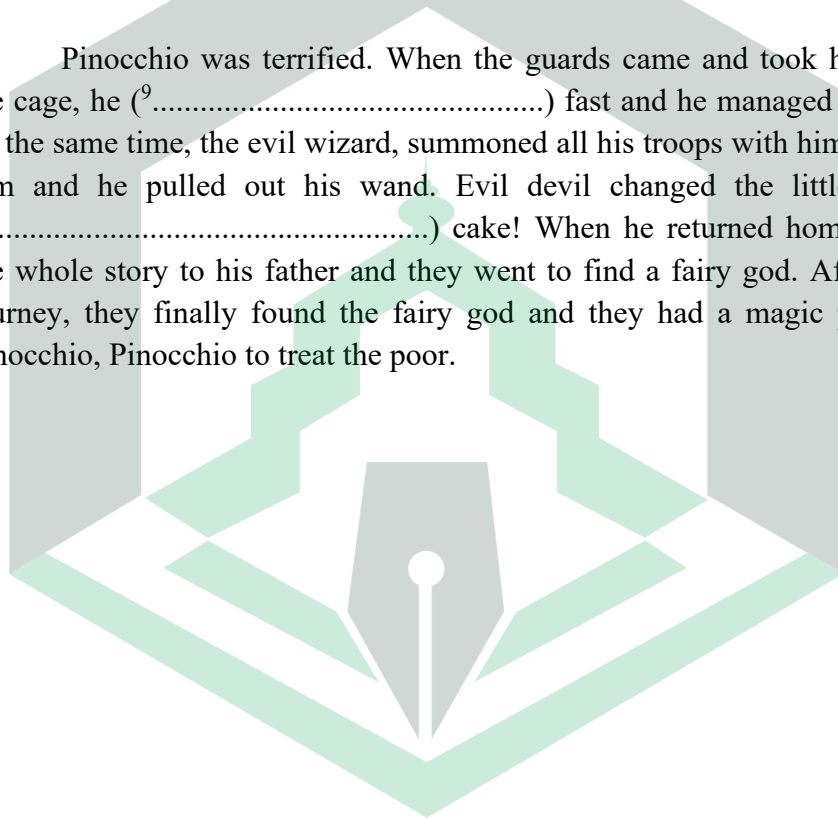 Pinocchio was terrified. When the guards came and took h
e cage, he (9................................................) fast and he managed
the same time, the evil wizard, summoned all his troops with him
m and he pulled out his wand. Evil devil changed the littl
.....................................................) cake! When he returned hom
e whole story to his father and they went to find a fairy god. Af
urney, they finally found the fairy god and they had a magic
nocchio, Pinocchio to treat the poor.